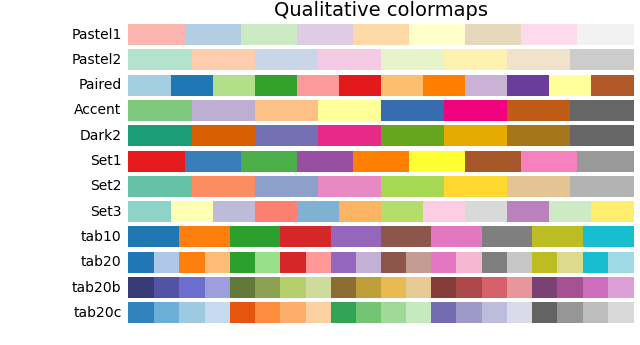 Qualitative colormaps
Pastel1
Pastel2
Paired
Accent
Dark2
Set1
Set2
Set3
tab10
tab20
tab20b
tab20c